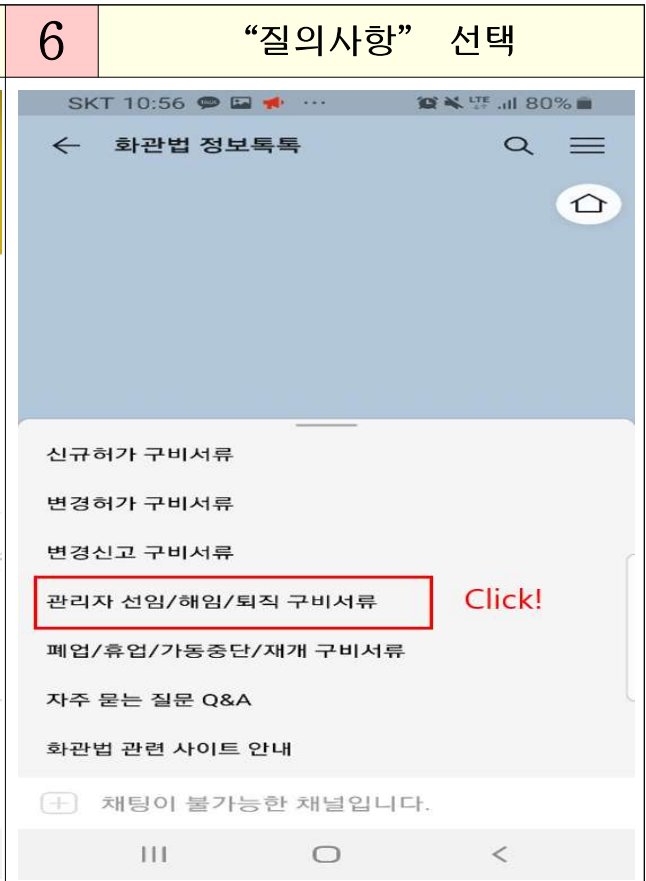 6
“질의사항” 선택
SKT 10:56 ··· LTE 80%
← 화관법 정보톡톡
신규허가 구비서류
변경허가 구비서류
변경신고 구비서류
관리자 선임/해임/퇴직 구비서류 Click!
폐업/휴업/가동중단/재개 구비서류
자주 묻는 질문 Q&A
화관법 관련 사이트 안내
채팅이 불가능한 채널입니다.